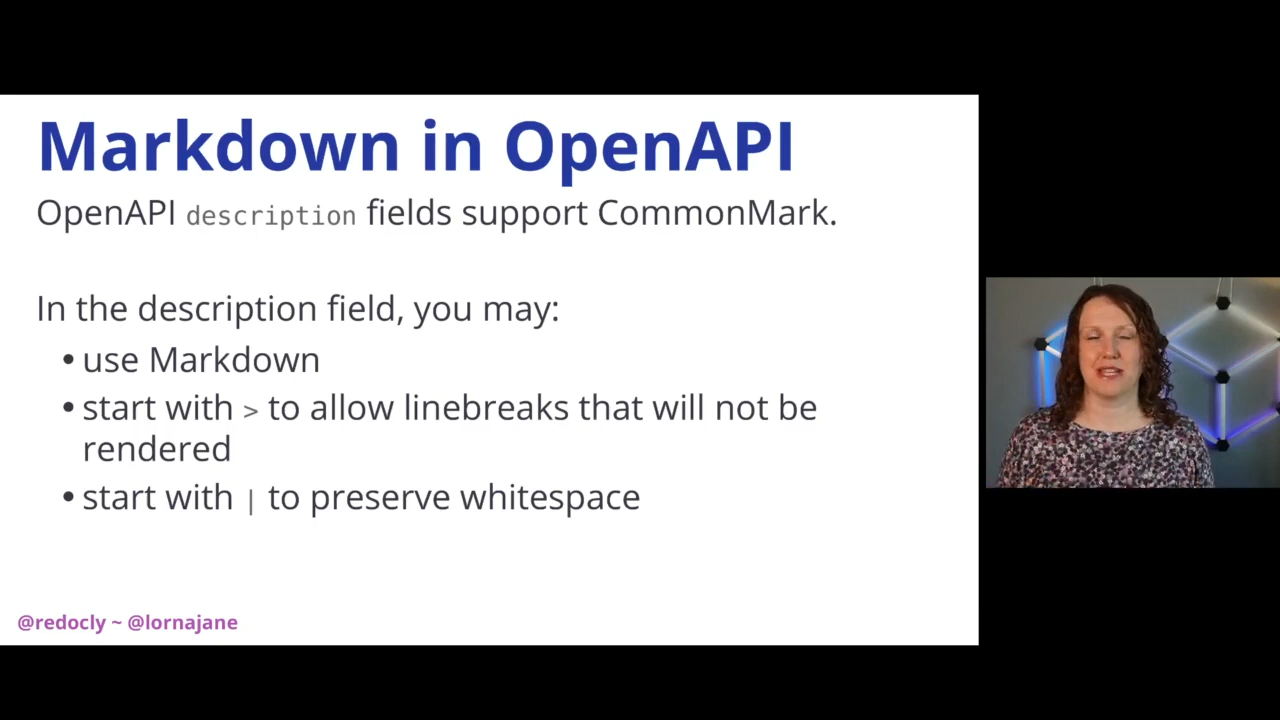 Markdown in OpenAPI
OpenAPI description fields support CommonMark.
In the description field, you may:
• use Markdown
• start with > to allow linebreaks that will not be
rendered
• start with | to preserve whitespace
@redocly ~ @lornajane